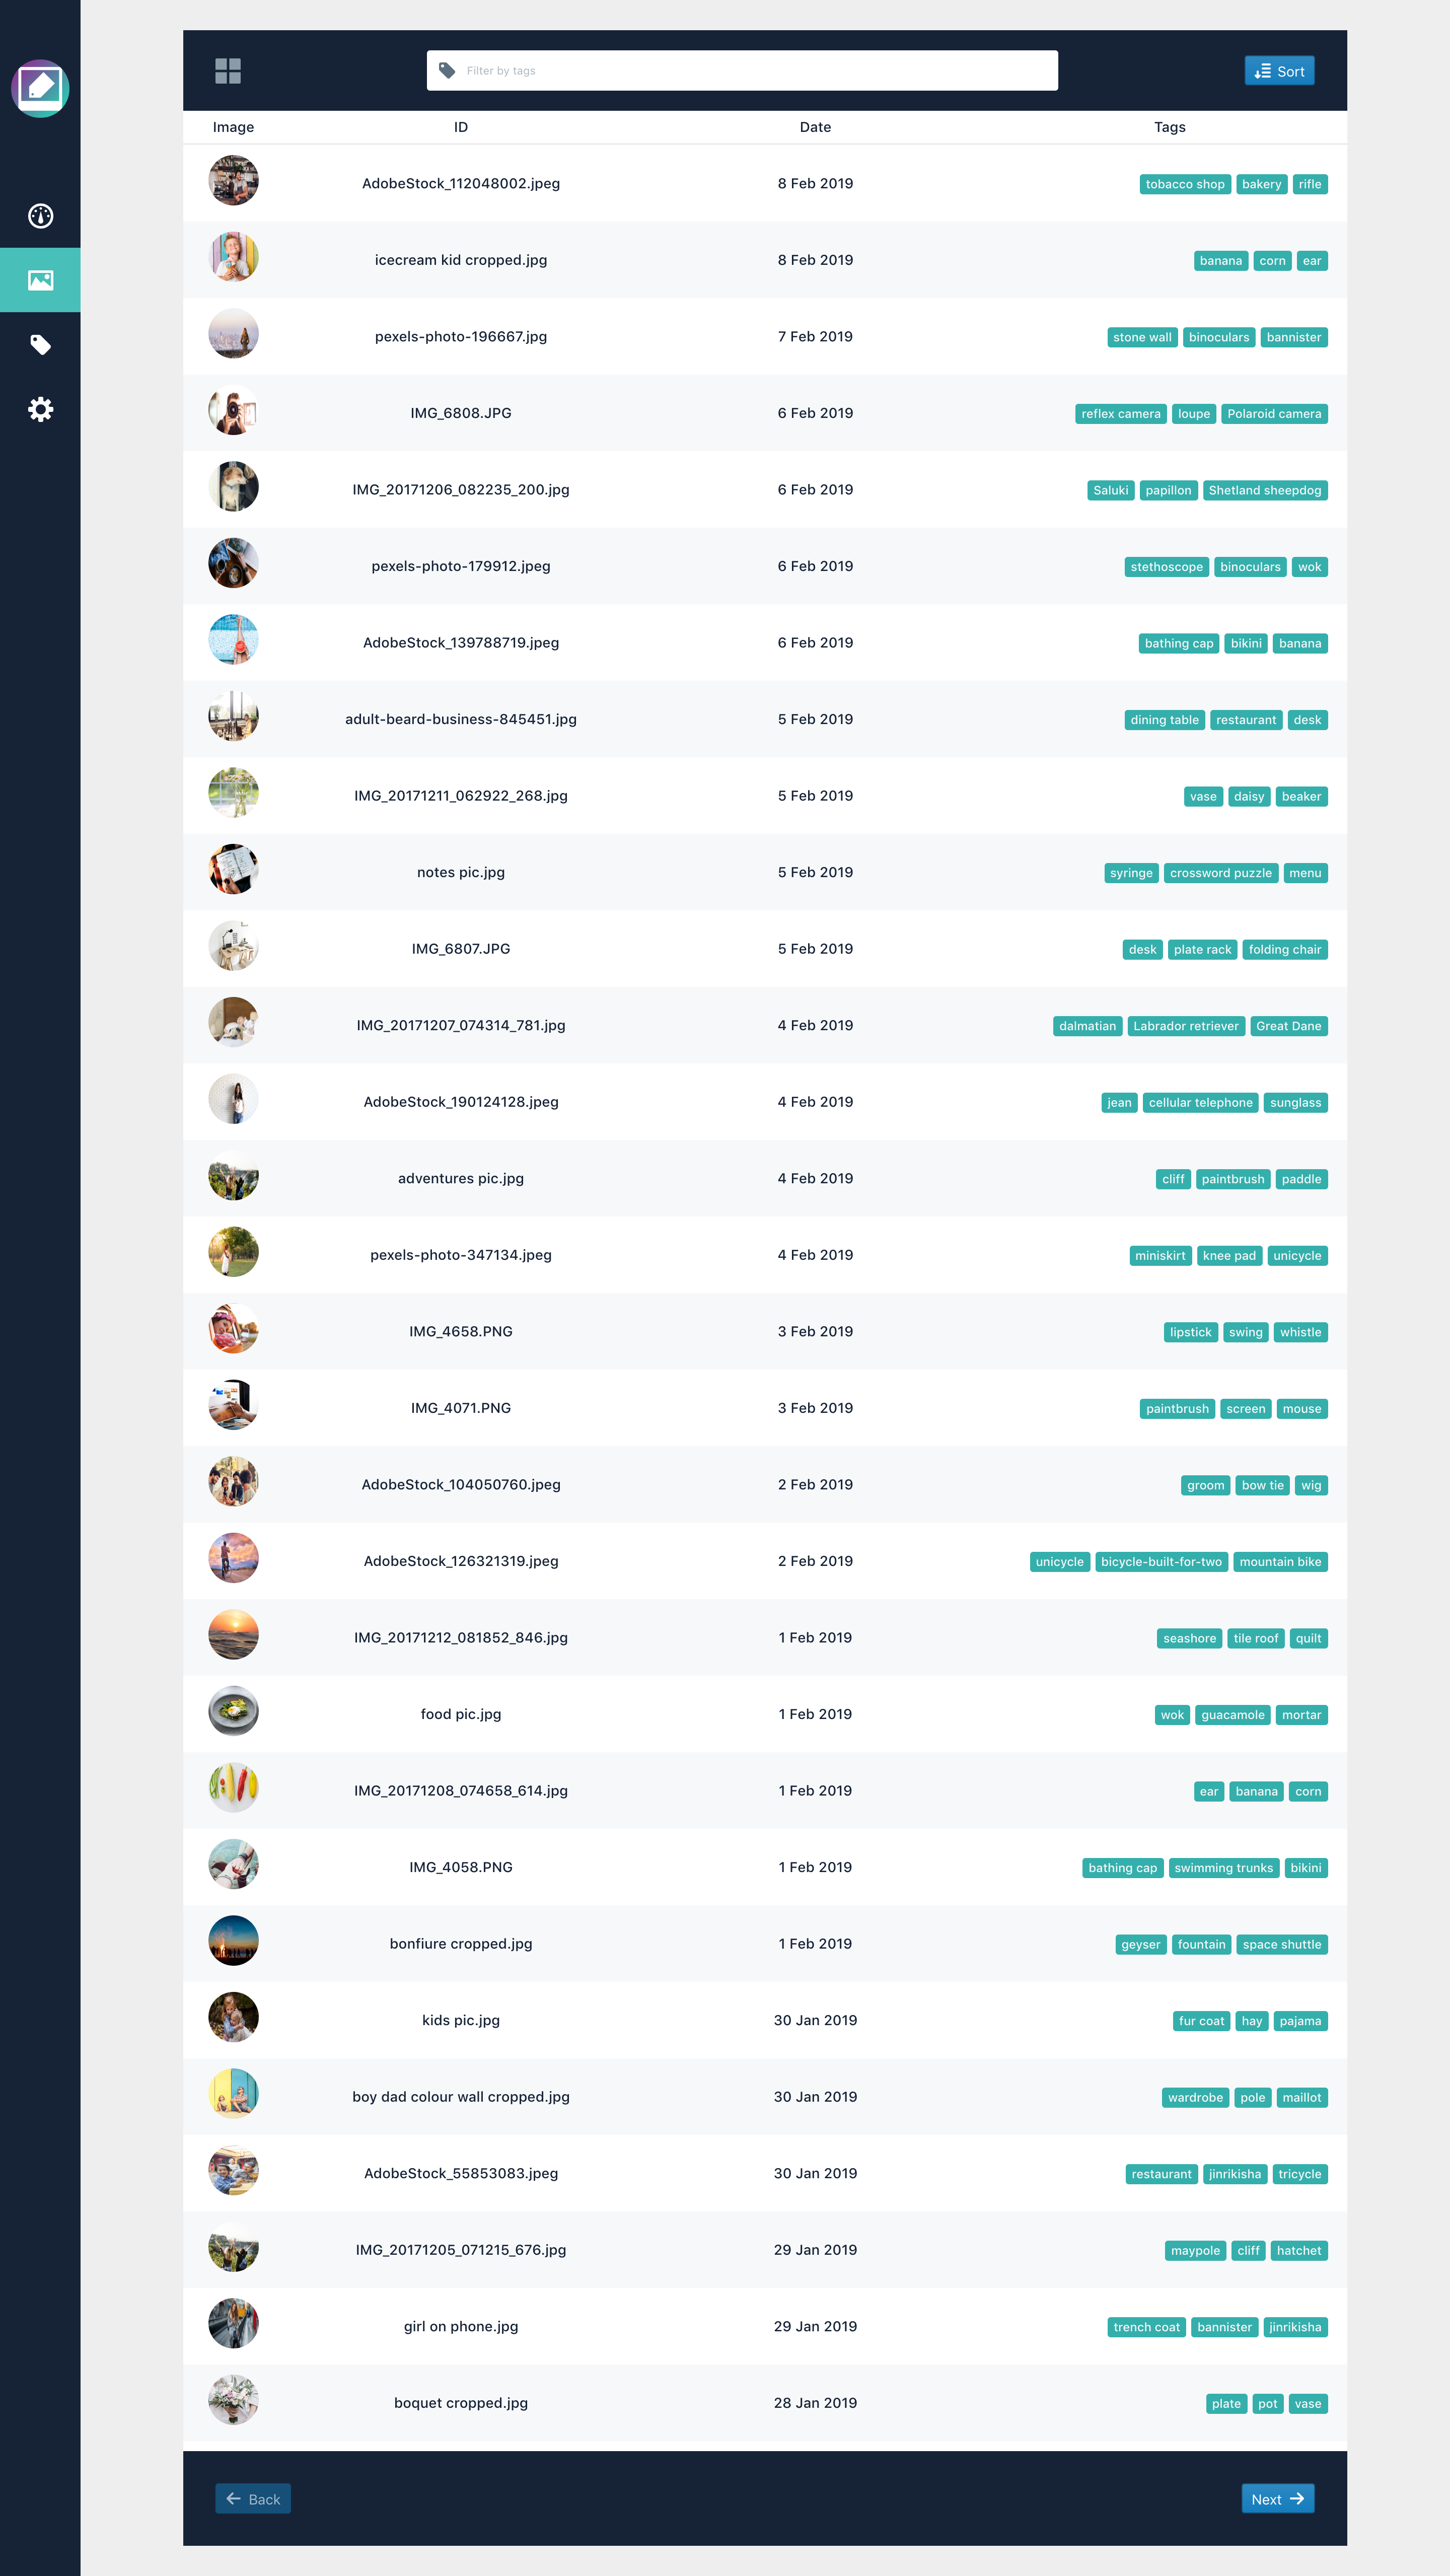 Filter by tags
Sort
Image ID Date Tags
AdobeStock_112048002.jpeg 8 Feb 2019 tobacco shop bakery rifle
icecream kid cropped.jpg 8 Feb 2019 banana corn ear
pexels-photo-196667.jpg 7 Feb 2019 stone wall binoculars bannister
IMG_6808.JPG 6 Feb 2019 reflex camera loupe Polaroid camera
IMG_20171206_082235_200.jpg 6 Feb 2019 Saluki papillon Shetland sheepdog
pexels-photo-179912.jpeg 6 Feb 2019 stethoscope binoculars wok
AdobeStock_139788719.jpeg 6 Feb 2019 bathing cap bikini banana
adult-beard-business-845451.jpg 5 Feb 2019 dining table restaurant desk
IMG_20171211_062922_268.jpg 5 Feb 2019 vase daisy beaker
notes pic.jpg 5 Feb 2019 syringe crossword puzzle menu
IMG_6807.JPG 5 Feb 2019 desk plate rack folding chair
IMG_20171207_074314_781.jpg 4 Feb 2019 dalmatian Labrador retriever Great Dane
AdobeStock_190124128.jpeg 4 Feb 2019 jean cellular telephone sunglass
adventures pic.jpg 4 Feb 2019 cliff paintbrush paddle
pexels-photo-347134.jpeg 4 Feb 2019 miniskirt knee pad unicycle
IMG_4658.PNG 3 Feb 2019 lipstick swing whistle
IMG_4071.PNG 3 Feb 2019 paintbrush screen mouse
AdobeStock_104050760.jpeg 2 Feb 2019 groom bow tie wig
AdobeStock_126321319.jpeg 2 Feb 2019 unicycle bicycle-built-for-two mountain bike
IMG_20171212_081852_846.jpg 1 Feb 2019 seashore tile roof quilt
food pic.jpg 1 Feb 2019 wok guacamole mortar
IMG_20171208_074658_614.jpg 1 Feb 2019 ear banana corn
IMG_4058.PNG 1 Feb 2019 bathing cap swimming trunks bikini
bonfiure cropped.jpg 1 Feb 2019 geyser fountain space shuttle
kids pic.jpg 30 Jan 2019 fur coat hay pajama
boy dad colour wall cropped.jpg 30 Jan 2019 wardrobe pole maillot
AdobeStock_55853083.jpeg 30 Jan 2019 restaurant jinrikisha tricycle
IMG_20171205_071215_676.jpg 29 Jan 2019 maypole cliff hatchet
girl on phone.jpg 29 Jan 2019 trench coat bannister jinrikisha
boquet cropped.jpg 28 Jan 2019 plate pot vase
Back Next